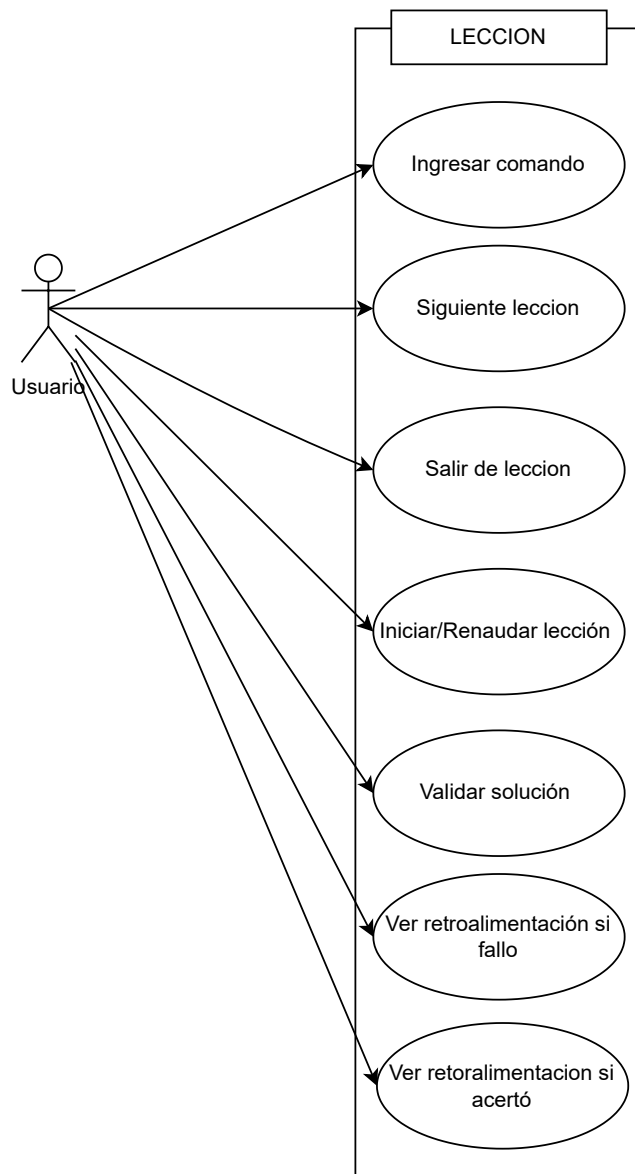 LECCION
Ingresar comando
Siguiente leccion
Usuario
Salir de leccion
Iniciar/Renaudar lección
Validar solución
Ver retroalimentación si
fallo
Ver retoralimentacion si
acertó